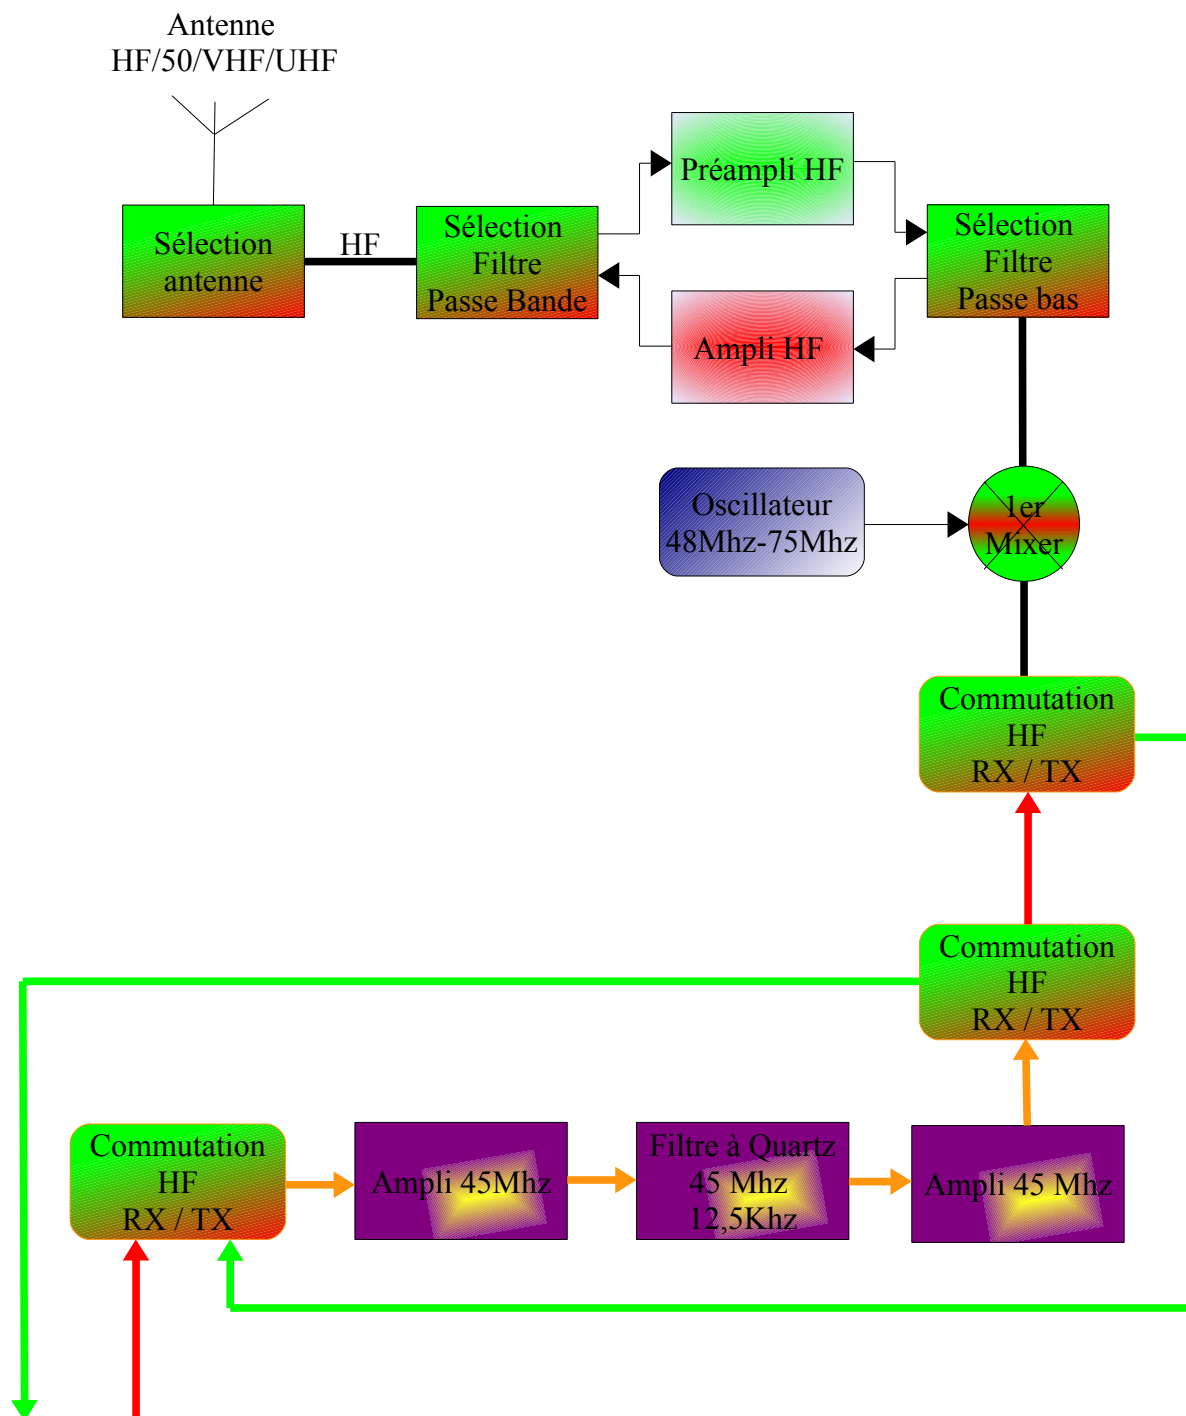 Antenne
HF/50/VHF/UHF
Préampli HF
Sélection
antenne
HF
Sélection
Filtre
Passe Bande
Sélection
Filtre
Passe bas
Ampli HF
Oscillateur
48Mhz-75Mhz
1er
Mixer
Commutation
HF
RX / TX
Commutation
HF
RX / TX
Commutation
HF
RX / TX
Ampli 45Mhz
Filtre à Quartz
45 Mhz
12,5Khz
Ampli 45 Mhz